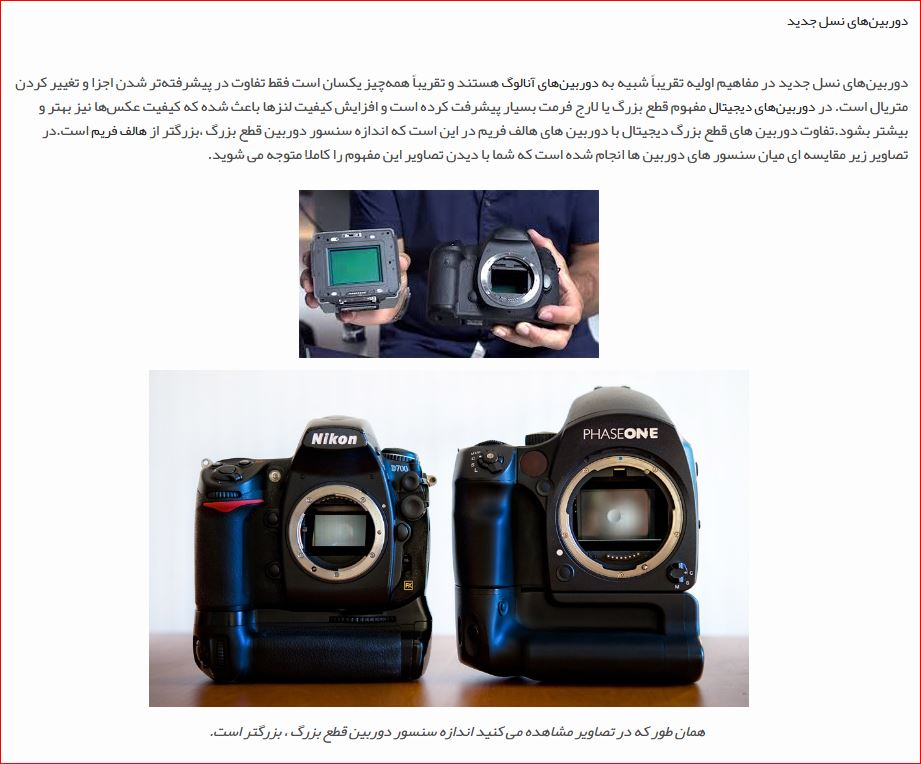 دوربین‌های نسل جدید
دوربین‌های نسل جدید در مفاهیم اولیه تقریباً شبیه به دوربین‌های آنالوگ هستند و تقریباً همه‌چیز یکسان است فقط تفاوت در پیشرفته‌تر شدن اجزا و تغییر کردن
متریال است. در دوربین‌های دیجیتال مفهوم قطع بزرگ یا لارج فرمت بسیار پیشرفت کرده است و افزایش کیفیت لنزها باعث شده که کیفیت عکس‌ها نیز بهتر و
بیشتر بشود.تفاوت دوربین های قطع بزرگ دیجیتال با دوربین های هالف فریم در این است که اندازه سنسور دوربین قطع بزرگ ،بزرگتر از هالف فریم است.در
تصاویر زیر مقایسه ای میان سنسور های دوربین ها انجام شده است که شما با دیدن تصاویر این مفهوم را کاملا متوجه می شوید.
PHASEONE
Nikon
D700
FX
همان طور که در تصاویر مشاهده می کنید اندازه سنسور دوربین قطع بزرگ ، بزرگتر است.